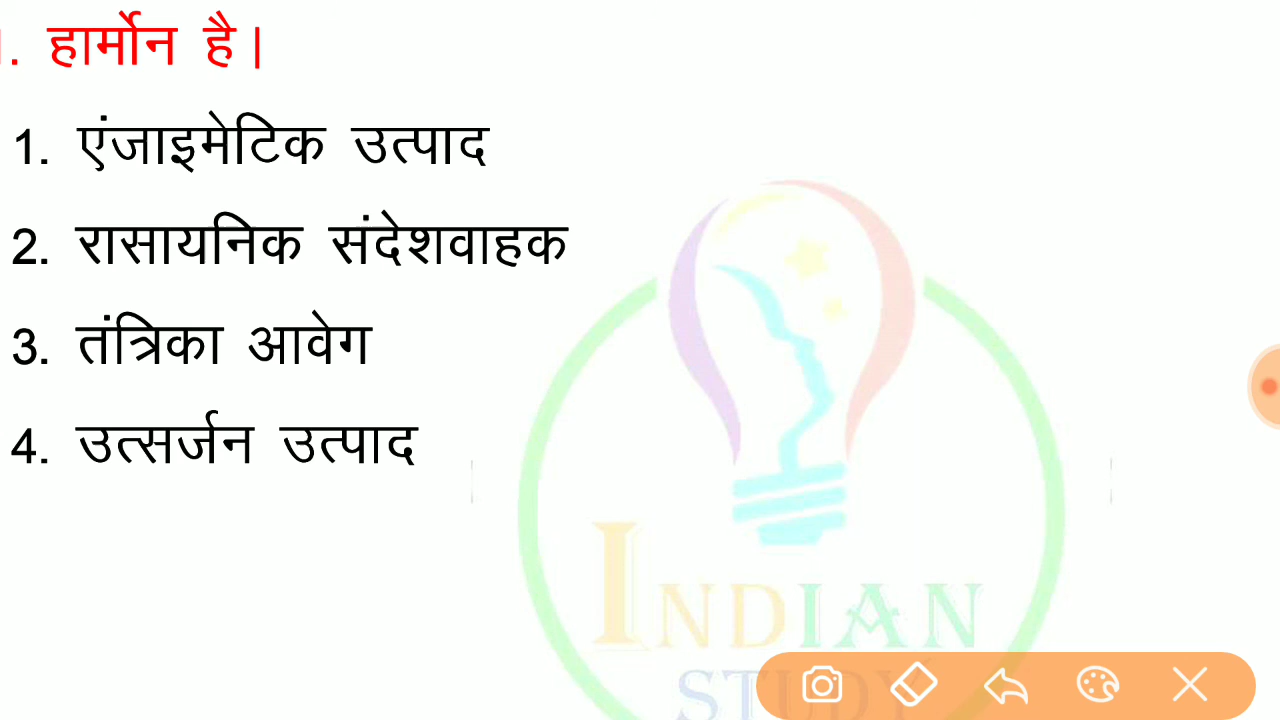 . हार्मोन है।
1. एंजाइमेटिक उत्पाद
2. रासायनिक संदेशवाहक
3. तंत्रिका आवेग
4. उत्सर्जन उत्पाद
INDIAN
STUDY